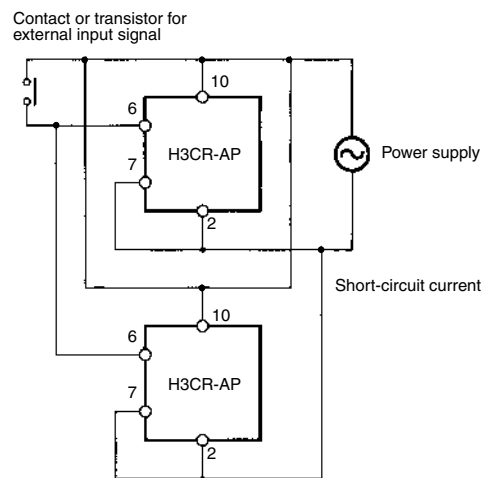 Contact or transistor for
external input signal
10
6
H3CR-AP
7
Power supply
2
Short-circuit current
10
6
7
H3CR-AP
2